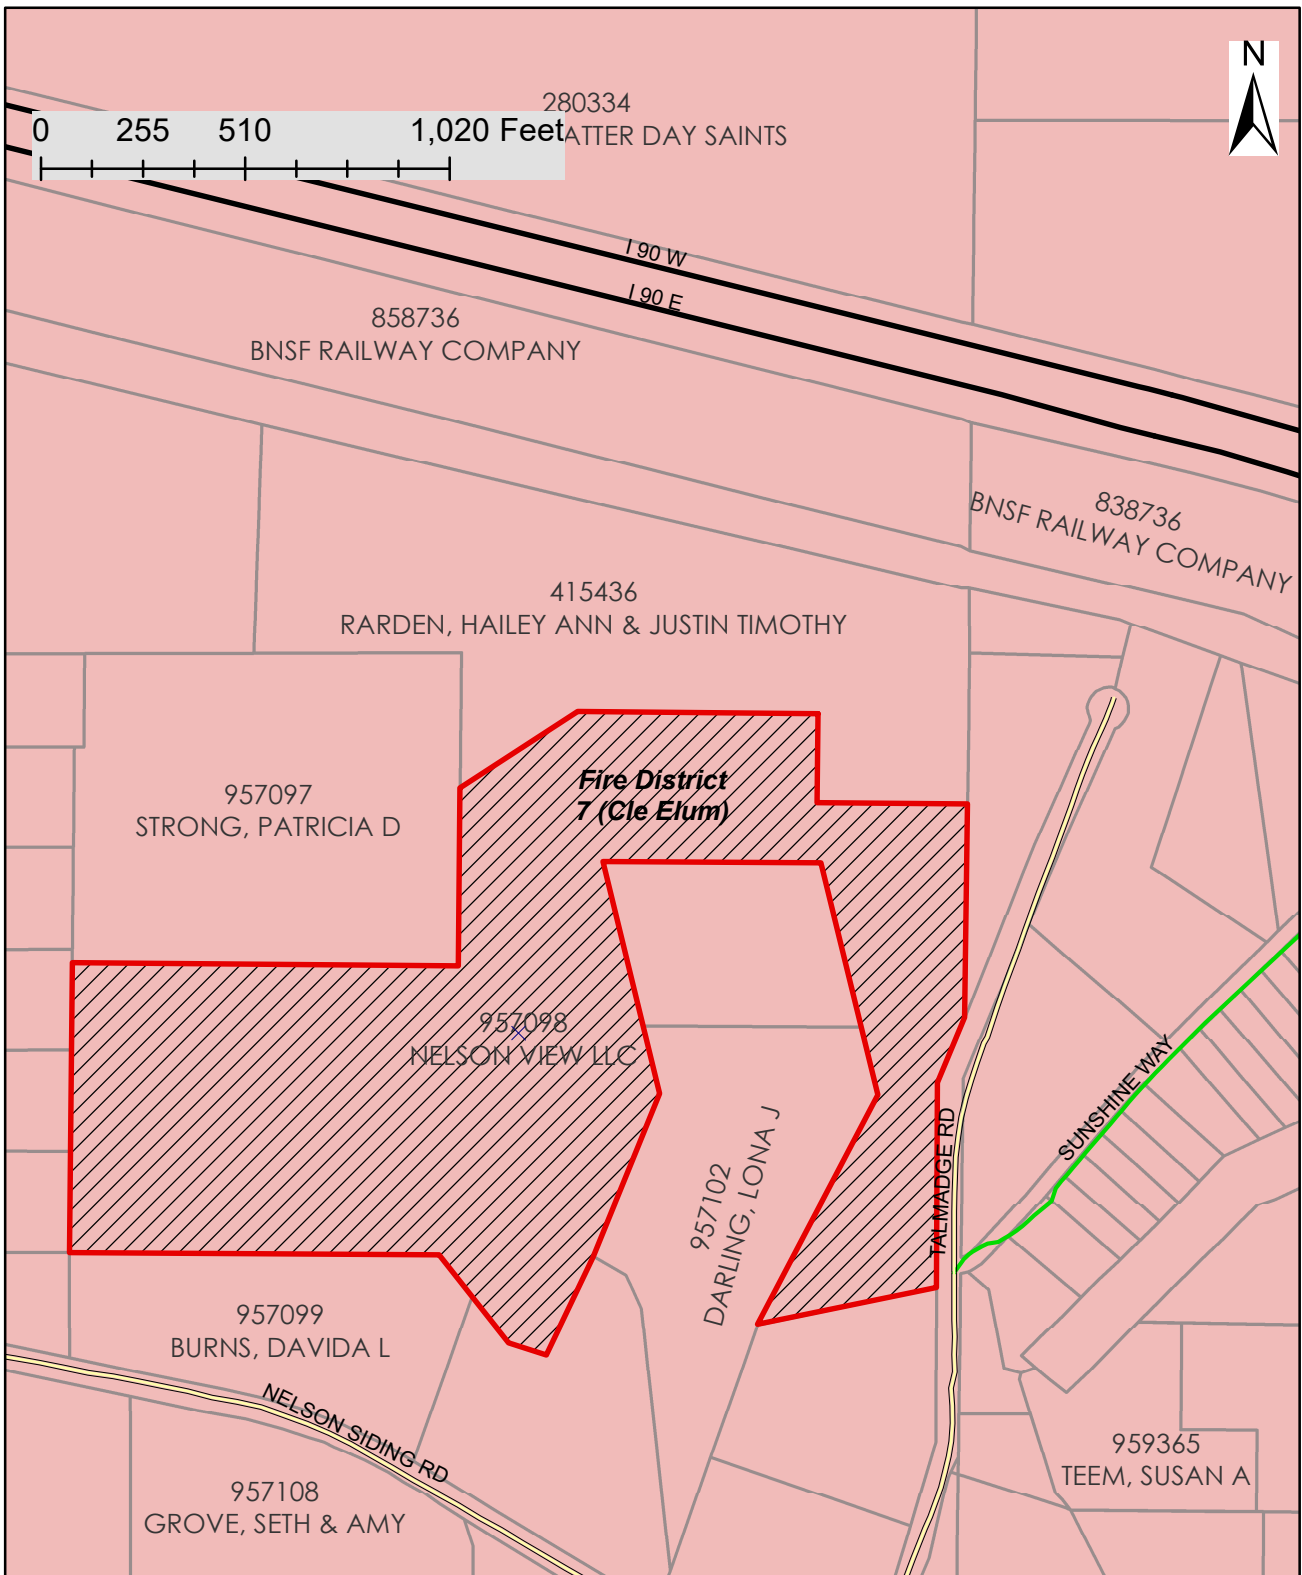 N
280334
ATTER DAY SAINTS
0 255 510 1,020 Feet
I 90 W
I 90 E
858736
BNSF RAILWAY COMPANY
838736
BNSF RAILWAY COMPANY
415436
RARDEN, HAILEY ANN & JUSTIN TIMOTHY
Fire District
7 (Cle Elum)
957097
STRONG, PATRICIA D
957098
NELSON VIEW LLC
SUNSHINE WAY
TALMADGE RD
957102
DARLING, LONA J
957099
BURNS, DAVIDA L
NELSON SIDING RD
959365
TEEM, SUSAN A
957108
GROVE, SETH & AMY